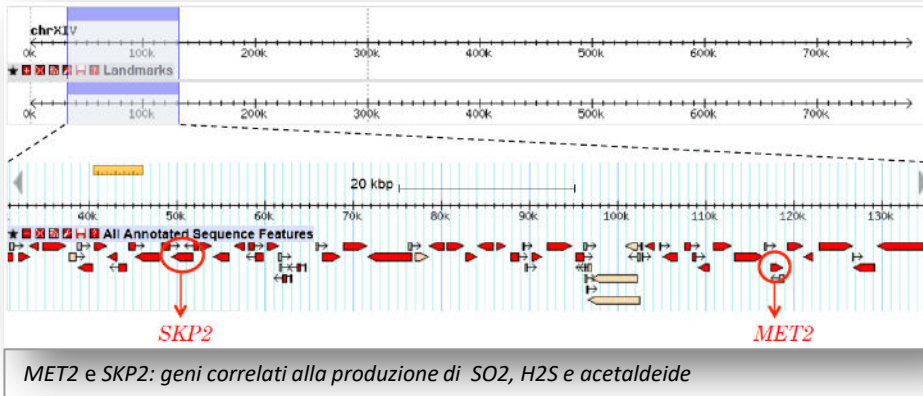 chrXIV
0k 100k 200k 300k 400k 500k 600k 700k
Landmarks
0k 100k 200k 300k 400k 500k 600k 700k
20 kbp
40k 50k 60k 70k 80k 90k 100k 110k 120k 130k
All Annotated Sequence Features
SKP2 MET2
MET2 e SKP2: geni correlati alla produzione di SO2, H2S e acetaldeide